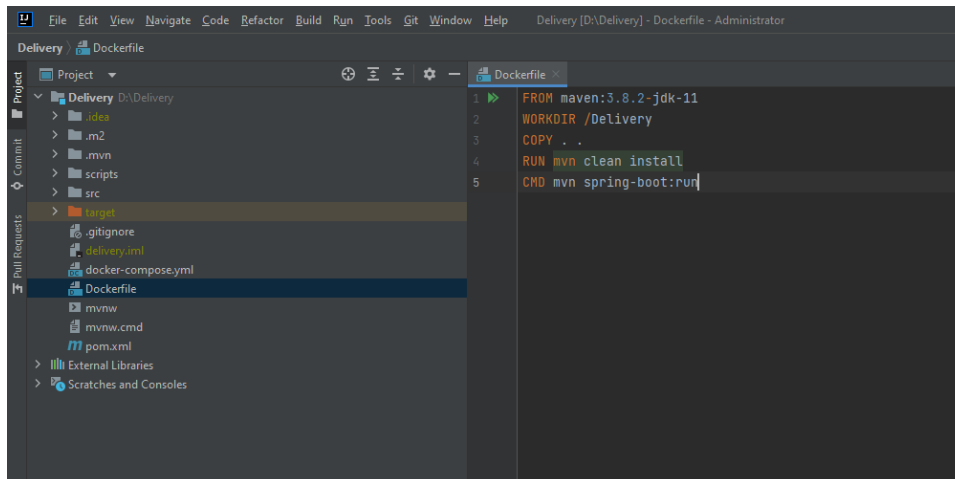 IJ File Edit View Navigate Code Refactor Build Run Tools Git Window Help Delivery [D:\Delivery] - Dockerfile - Administrator
Delivery Dockerfile
Project
Commit
Pull Requests
Project
Delivery D:\Delivery
.idea
.m2
.mvn
scripts
src
target
.gitignore
delivery.iml
docker-compose.yml
Dockerfile
mvnw
mvnw.cmd
pom.xml
External Libraries
Scratches and Consoles
Dockerfile
1 FROM maven:3.8.2-jdk-11
2 WORKDIR /Delivery
3 COPY . .
4 RUN mvn clean install
5 CMD mvn spring-boot:run